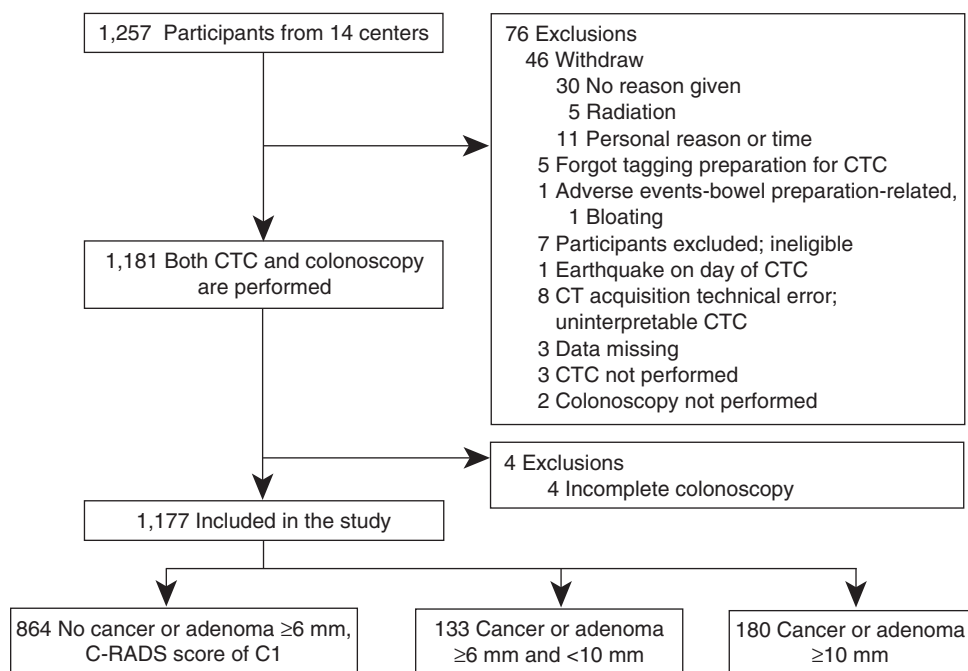 1,257 Participants from 14 centers
76 Exclusions
46 Withdraw
30 No reason given
5 Radiation
11 Personal reason or time
5 Forgot tagging preparation for CTC
1 Adverse events-bowel preparation-related,
1 Bloating
7 Participants excluded; ineligible
1 Earthquake on day of CTC
8 CT acquisition technical error;
uninterpretable CTC
3 Data missing
3 CTC not performed
2 Colonoscopy not performed
1,181 Both CTC and colonoscopy
are performed
4 Exclusions
4 Incomplete colonoscopy
1,177 Included in the study
864 No cancer or adenoma ≥6 mm,
C-RADS score of C1
133 Cancer or adenoma
≥6 mm and <10 mm
180 Cancer or adenoma
≥10 mm